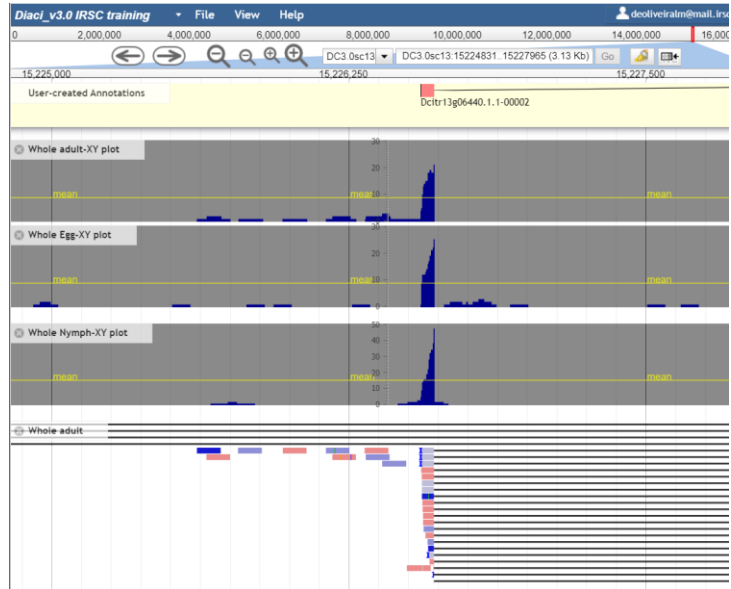 Diaci_v3.0 IRSC training File View Help deoliveiralm@mail.irsc
0 2,000,000 4,000,000 6,000,000 8,000,000 10,000,000 12,000,000 14,000,000 16,000
DC3.0sc13 DC3.0sc13:15224831..15227965 (3.13 Kb) Go
15,225,000 15,226,250 15,227,500
User-created Annotations
Dcitr13g06440.1.1-00002
Whole adult-XY plot
30
20
mean mean mean
10
0
Whole Egg-XY plot
30
20
mean mean mean
10
0
Whole Nymph-XY plot
50
40
30
20
mean mean mean
10
0
Whole adult